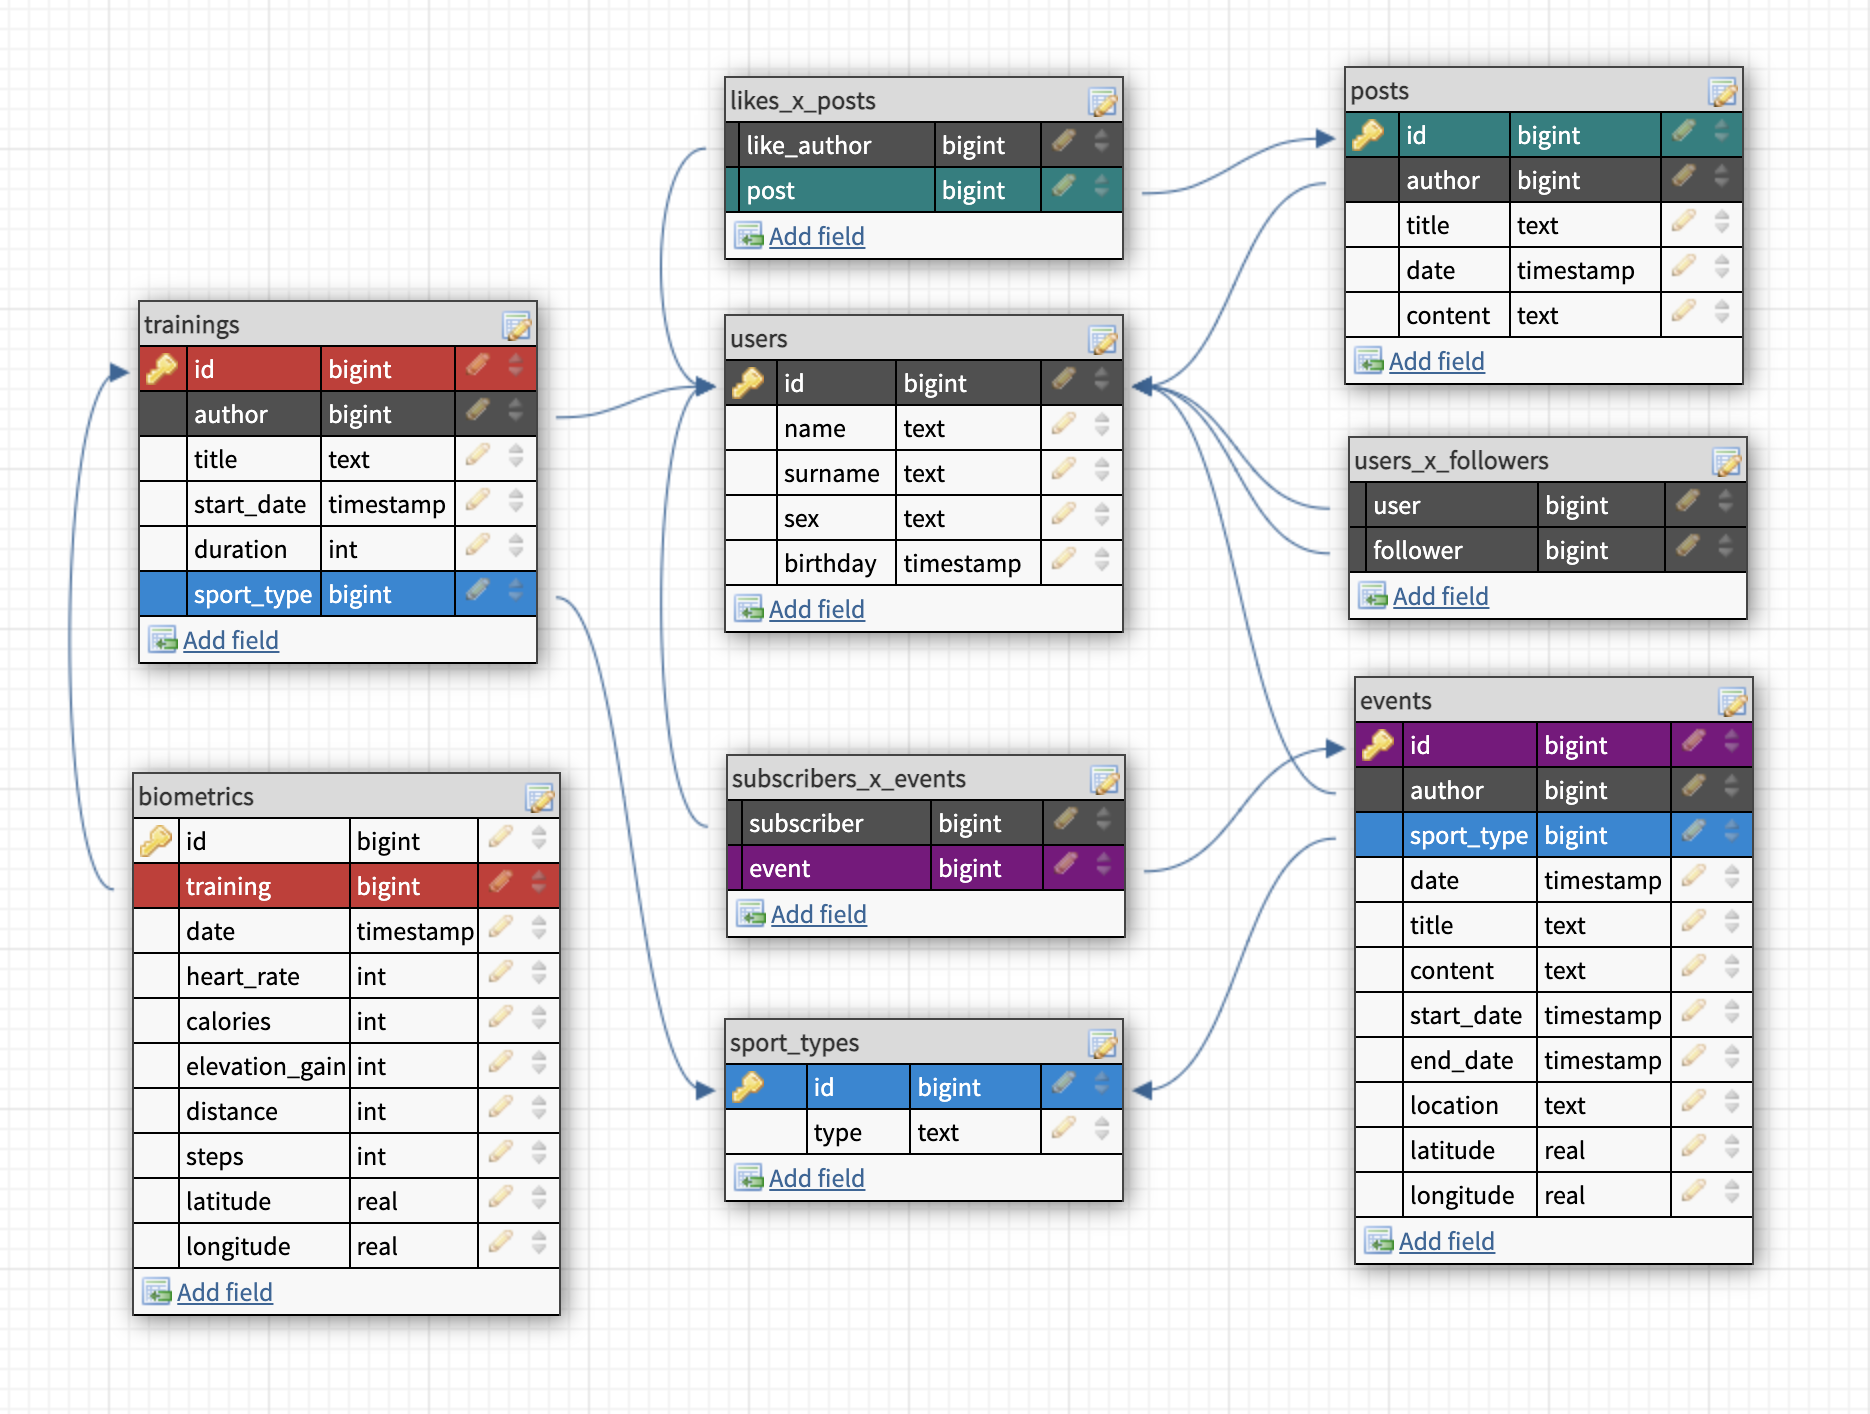 likes_x_posts
like_author bigint
post bigint
Add field
posts
id bigint
author bigint
title text
date timestamp
content text
Add field
trainings
id bigint
author bigint
title text
start_date timestamp
duration int
sport_type bigint
Add field
users
id bigint
name text
surname text
sex text
birthday timestamp
Add field
users_x_followers
user bigint
follower bigint
Add field
biometrics
id bigint
training bigint
date timestamp
heart_rate int
calories int
elevation_gain int
distance int
steps int
latitude real
longitude real
Add field
subscribers_x_events
subscriber bigint
event bigint
Add field
sport_types
id bigint
type text
Add field
events
id bigint
author bigint
sport_type bigint
date timestamp
title text
content text
start_date timestamp
end_date timestamp
location text
latitude real
longitude real
Add field